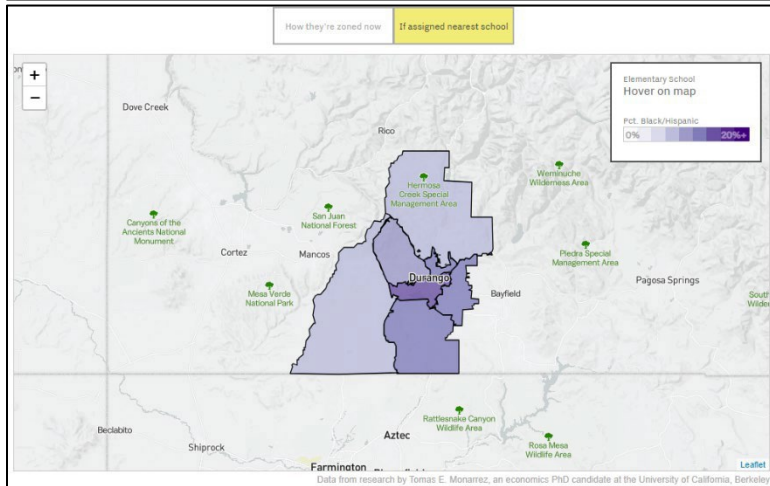 How they're zoned now
If assigned nearest school
+
−
Elementary School
Hover on map
Pct. Black/Hispanic
0%
20%+
Dove Creek
Rico
Hermosa
Creek Special
Management Area
Weminuche
Wilderness Area
Canyons of the
Ancients National
Monument
San Juan
National Forest
Cortez
Mancos
Durango
Piedra Special
Management Area
Mesa Verde
National Park
Bayfield
Pagosa Springs
South
Wilder
Rattlesnake Canyon
Wildlife Area
Beclabito
Aztec
Shiprock
Rosa Mesa
Wildlife Area
Farmington
Leaflet
Data from research by Tomas E. Monarrez, an economics PhD candidate at the University of California, Berkeley